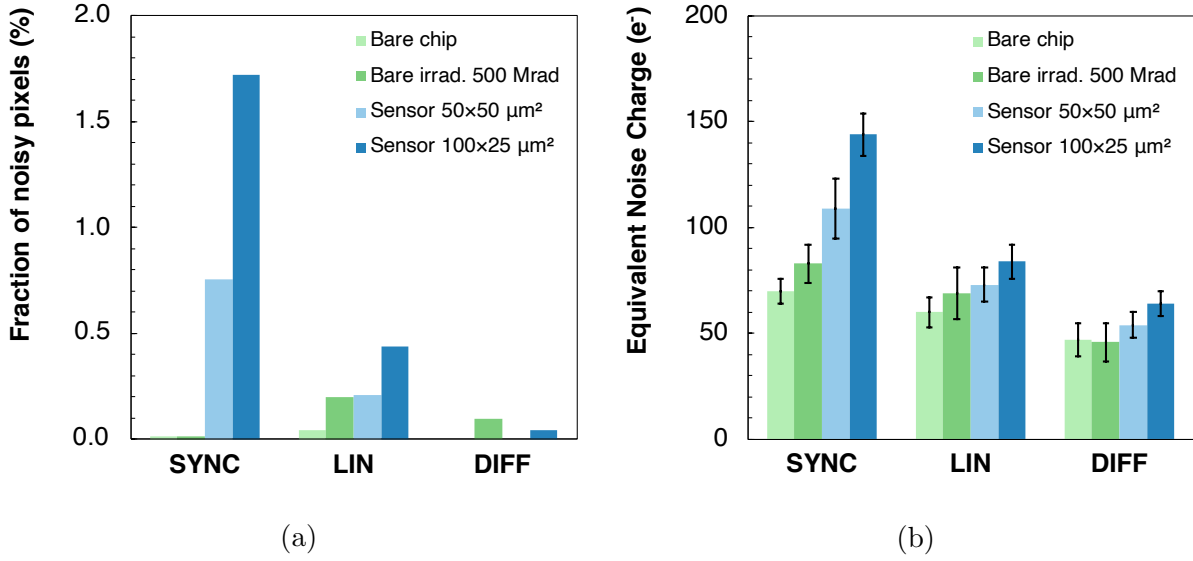 Fraction of noisy pixels (%)
2.0
1.5
1.0
0.5
0.0
Bare chip
Bare irrad. 500 Mrad
Sensor 50×50 µm²
Sensor 100×25 µm²
SYNC LIN DIFF
(a)
Equivalent Noise Charge (e⁻)
200
150
100
50
0
Bare chip
Bare irrad. 500 Mrad
Sensor 50×50 µm²
Sensor 100×25 µm²
SYNC LIN DIFF
(b)